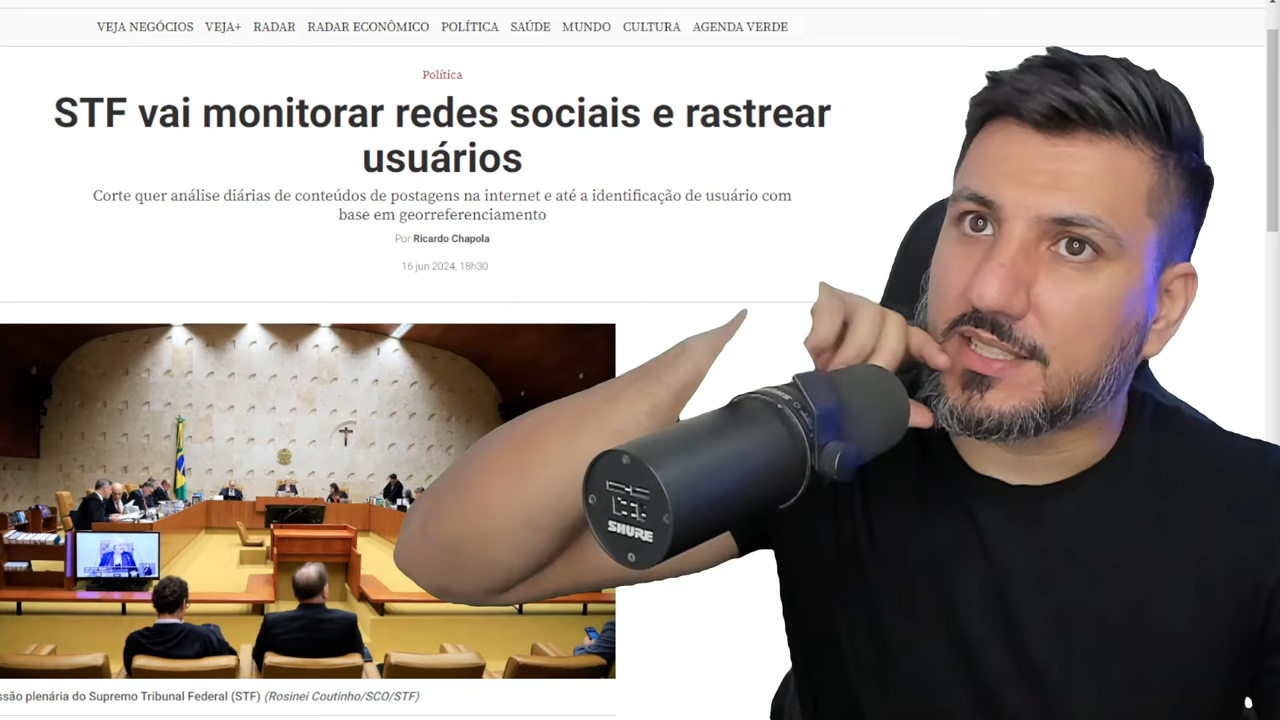 VEJA NEGÓCIOS VEJA+ RADAR RADAR ECONÔMICO POLÍTICA SAÚDE MUNDO CULTURA AGENDA VERDE
Política
STF vai monitorar redes sociais e rastrear
usuários
Corte quer análise diárias de conteúdos de postagens na internet e até a identificação de usuário com
base em georreferenciamento
Por Ricardo Chapola
16 jun 2024, 18h30
SHURE
ssão plenária do Supremo Tribunal Federal (STF) (Rosinei Coutinho/SCO/STF)